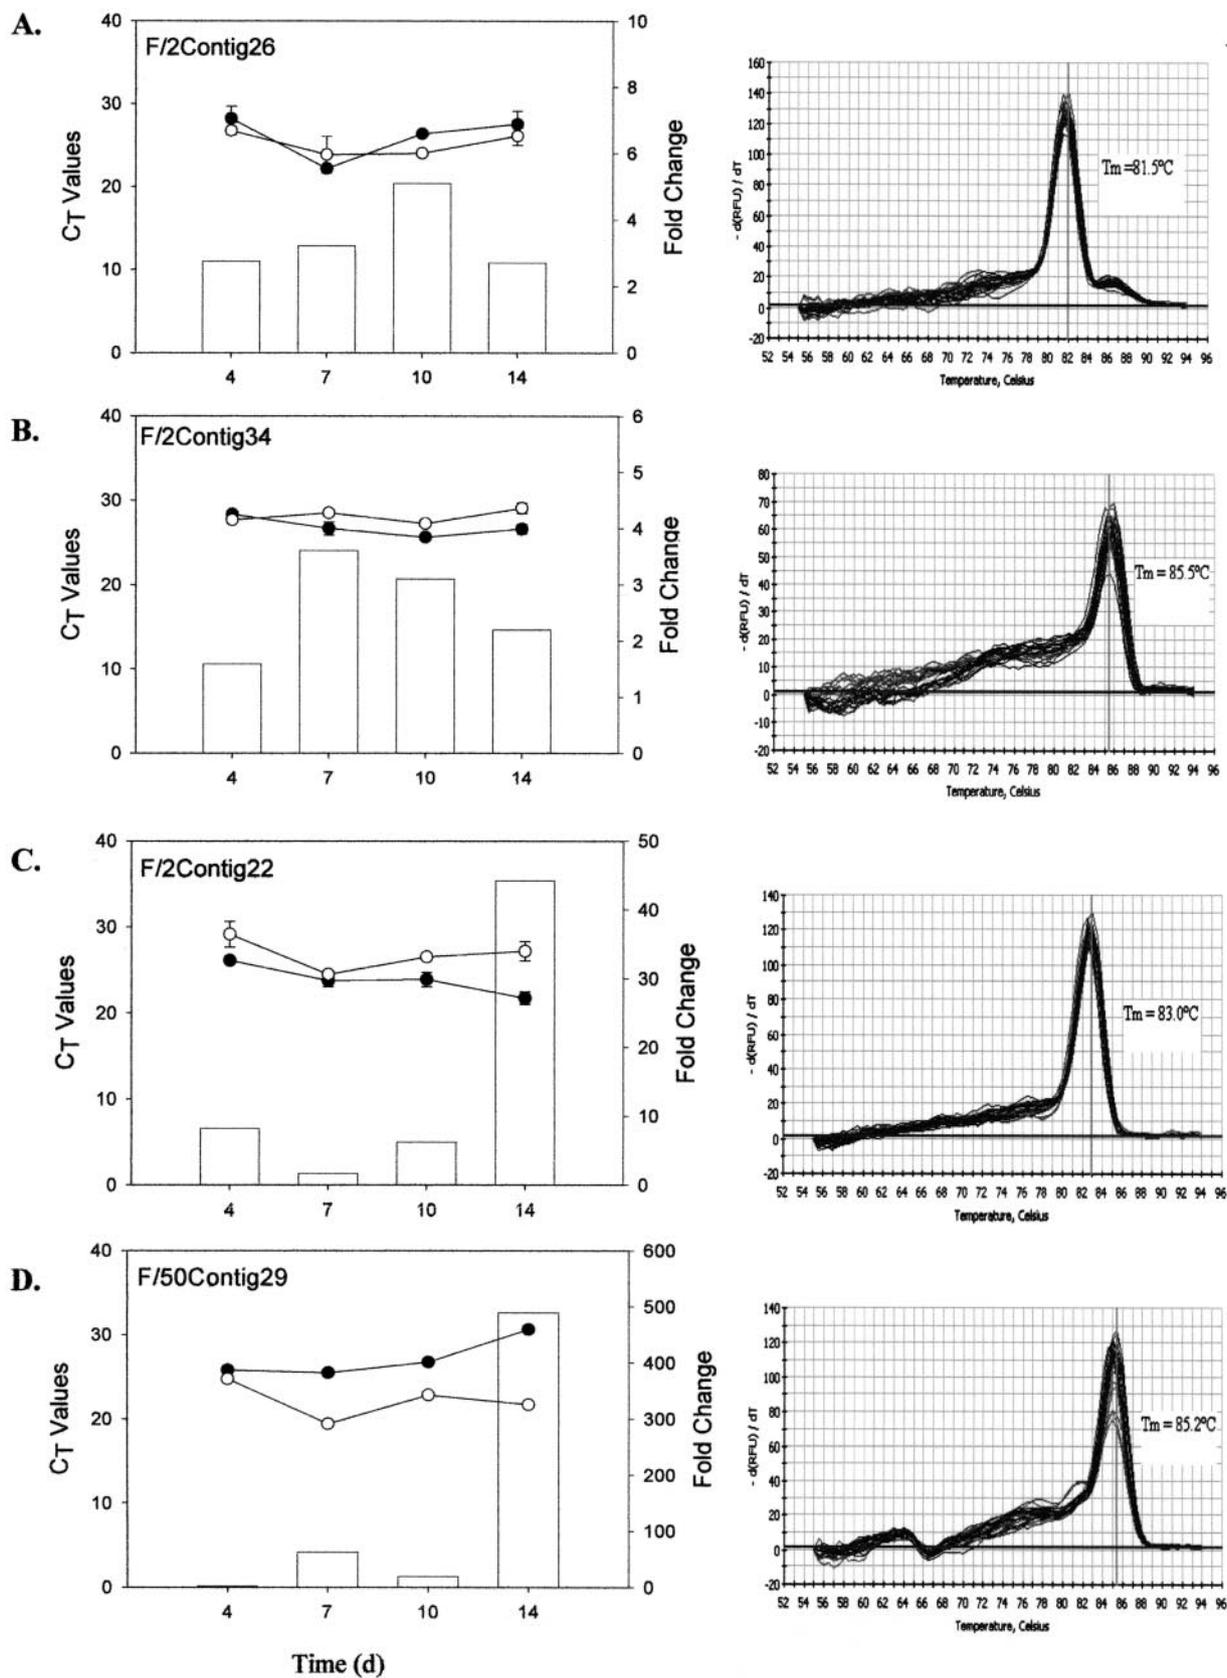 A.
F/2Contig26
40
30
20
10
0
CT Values
10
8
6
4
2
0
Fold Change
4 7 10 14
160
140
120
100
80
60
40
20
0
-20
- d(RFU) / dT
Tm =81.5ºC
52 54 56 58 60 62 64 66 68 70 72 74 76 78 80 82 84 86 88 90 92 94 96
Temperature, Celsius
B.
F/2Contig34
40
30
20
10
0
CT Values
6
5
4
3
2
1
0
Fold Change
4 7 10 14
80
70
60
50
40
30
20
10
0
-10
-20
- d(RFU) / dT
Tm = 85.5ºC
52 54 56 58 60 62 64 66 68 70 72 74 76 78 80 82 84 86 88 90 92 94 96
Temperature, Celsius
C.
F/2Contig22
40
30
20
10
0
CT Values
50
40
30
20
10
0
Fold Change
4 7 10 14
140
120
100
80
60
40
20
0
-20
- d(RFU) / dT
Tm = 83.0ºC
52 54 56 58 60 62 64 66 68 70 72 74 76 78 80 82 84 86 88 90 92 94 96
Temperature, Celsius
D.
F/50Contig29
40
30
20
10
0
CT Values
600
500
400
300
200
100
0
Fold Change
4 7 10 14
Time (d)
140
120
100
80
60
40
20
0
-20
- d(RFU) / dT
Tm = 85.2ºC
52 54 56 58 60 62 64 66 68 70 72 74 76 78 80 82 84 86 88 90 92 94 96
Temperature, Celsius